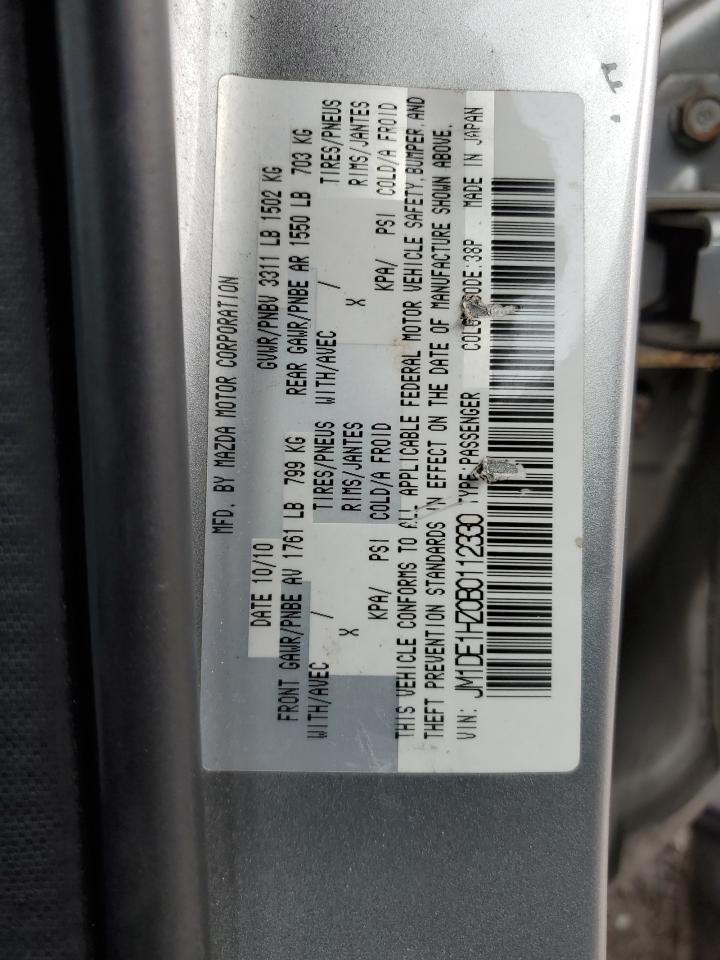 MFD. BY MAZDA MOTOR CORPORATION
DATE 10/10 GVWR/PNBV 3311 LB 1502 KG
FRONT GAWR/PNBE AV 1761 LB 799 KG REAR GAWR/PNBE AR 1550 LB 703 KG
WITH/AVEC TIRES/PNEUS WITH/AVEC TIRES/PNEUS
/ RIMS/JANTES / RIMS/JANTES
X X
KPA/ PSI COLD/A FROID KPA/ PSI COLD/A FROID
THIS VEHICLE CONFORMS TO ALL APPLICABLE FEDERAL MOTOR VEHICLE SAFETY, BUMPER, AND
THEFT PREVENTION STANDARDS IN EFFECT ON THE DATE OF MANUFACTURE SHOWN ABOVE.
VIN: JM1DE1HZ0B0112330 TYPE: PASSENGER COLOR CODE: 38P MADE IN JAPAN